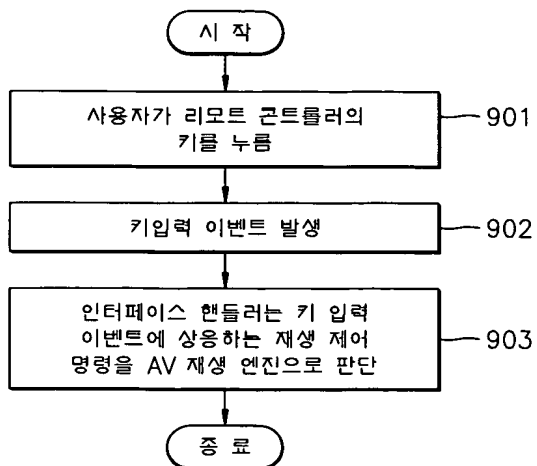 시 작
사용자가 리모트 콘트롤러의
키를 누름
901
키입력 이벤트 발생
902
인터페이스 핸들러는 키 입력
이벤트에 상응하는 재생 제어
명령을 AV 재생 엔진으로 판단
903
종 료